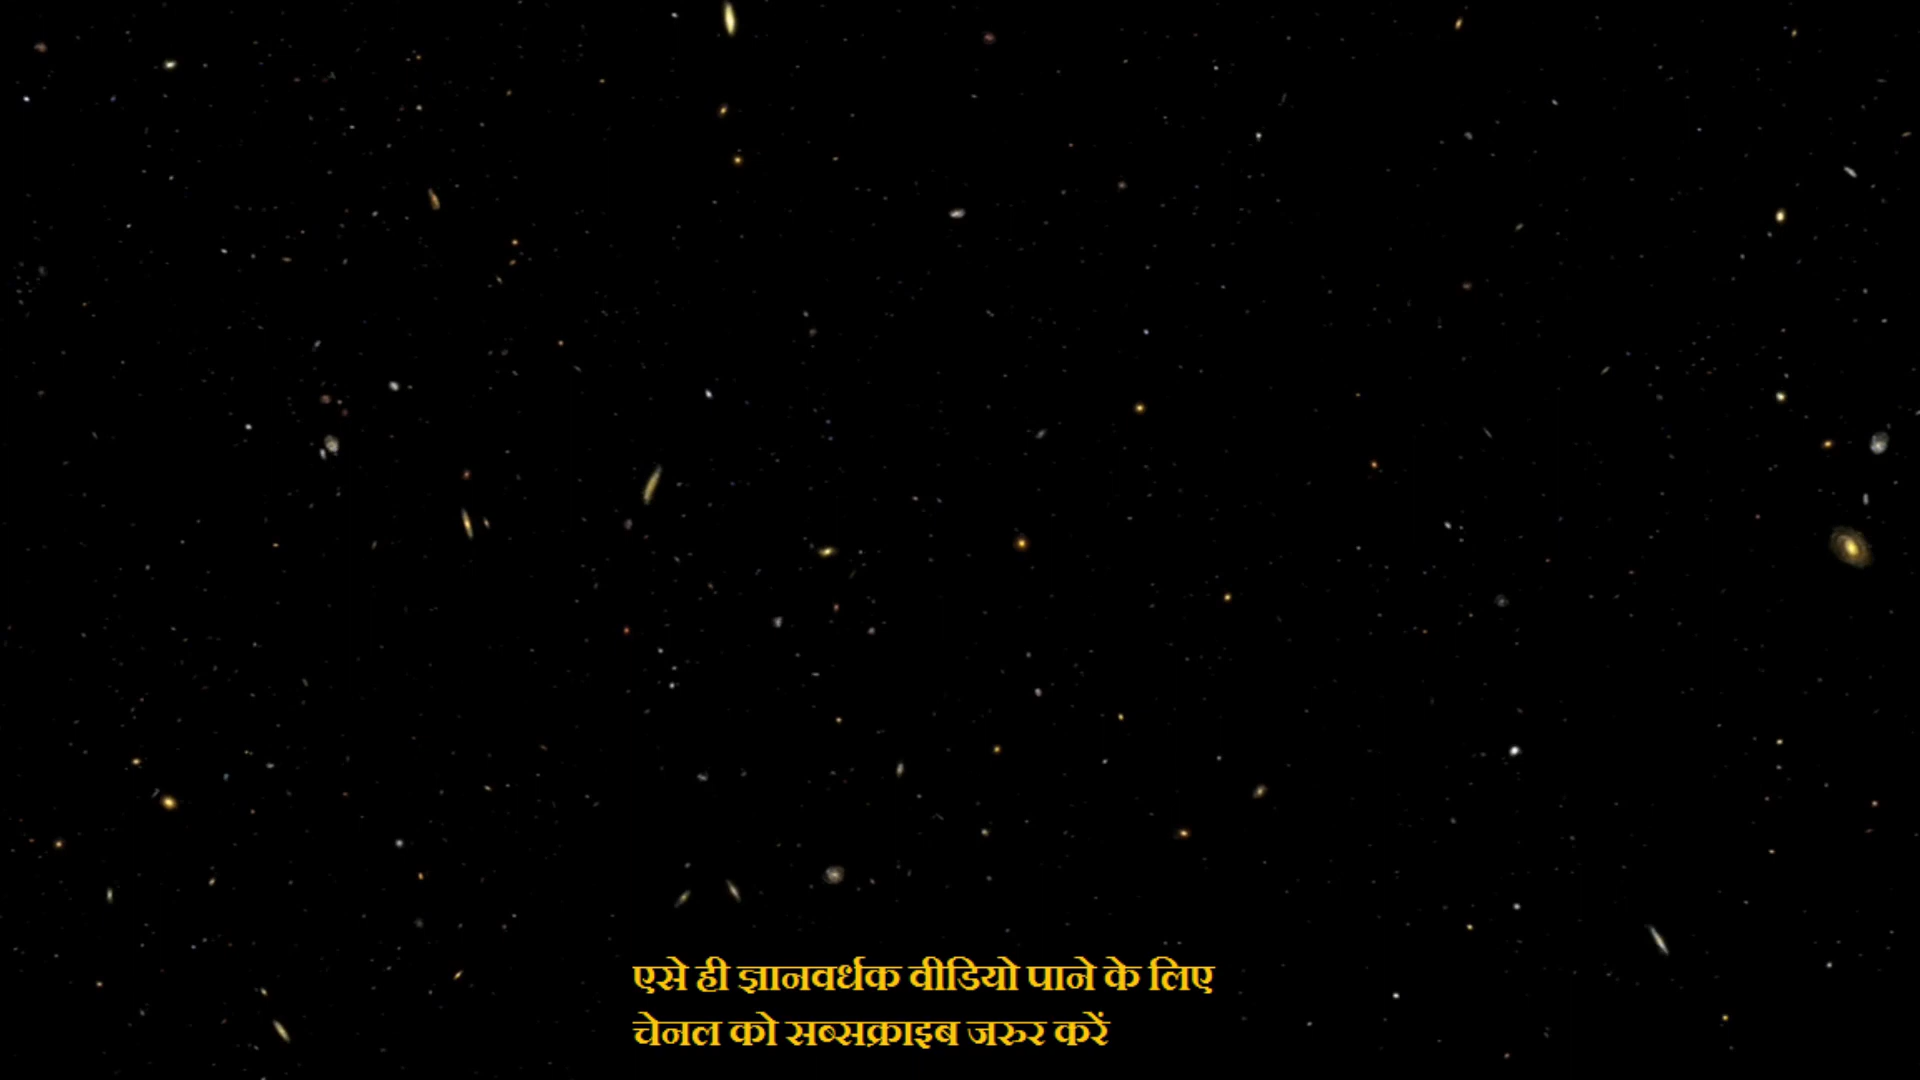 एसे ही ज्ञानवर्धक वीडियो पाने के लिए
चेनल को सब्सक्राइब जरुर करें